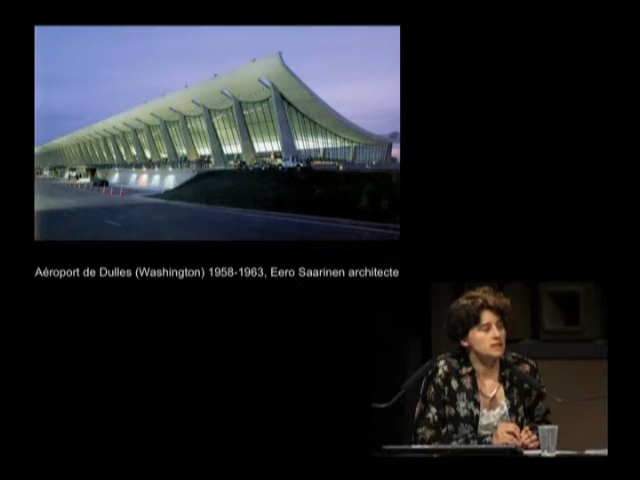 Aéroport de Dulles (Washington) 1958-1963, Eero Saarinen architecte